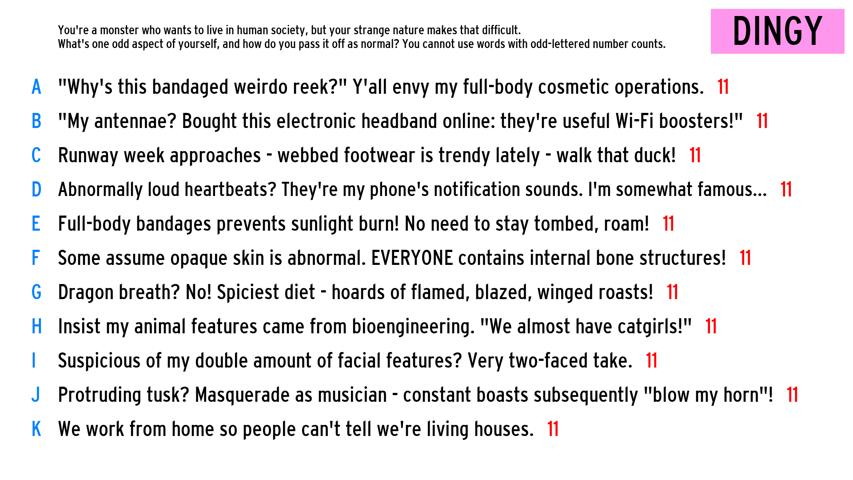 You're a monster who wants to live in human society, but your strange nature makes that difficult.
What's one odd aspect of yourself, and how do you pass it off as normal? You cannot use words with odd-lettered number counts.
DINGY
A "Why's this bandaged weirdo reek?" Y'all envy my full-body cosmetic operations. 11
B "My antennae? Bought this electronic headband online: they're useful Wi-Fi boosters!" 11
C Runway week approaches - webbed footwear is trendy lately - walk that duck! 11
D Abnormally loud heartbeats? They're my phone's notification sounds. I'm somewhat famous... 11
E Full-body bandages prevents sunlight burn! No need to stay tombed, roam! 11
F Some assume opaque skin is abnormal. EVERYONE contains internal bone structures! 11
G Dragon breath? No! Spiciest diet - hoards of flamed, blazed, winged roasts! 11
H Insist my animal features came from bioengineering. "We almost have catgirls!" 11
I Suspicious of my double amount of facial features? Very two-faced take. 11
J Protruding tusk? Masquerade as musician - constant boasts subsequently "blow my horn"! 11
K We work from home so people can't tell we're living houses. 11